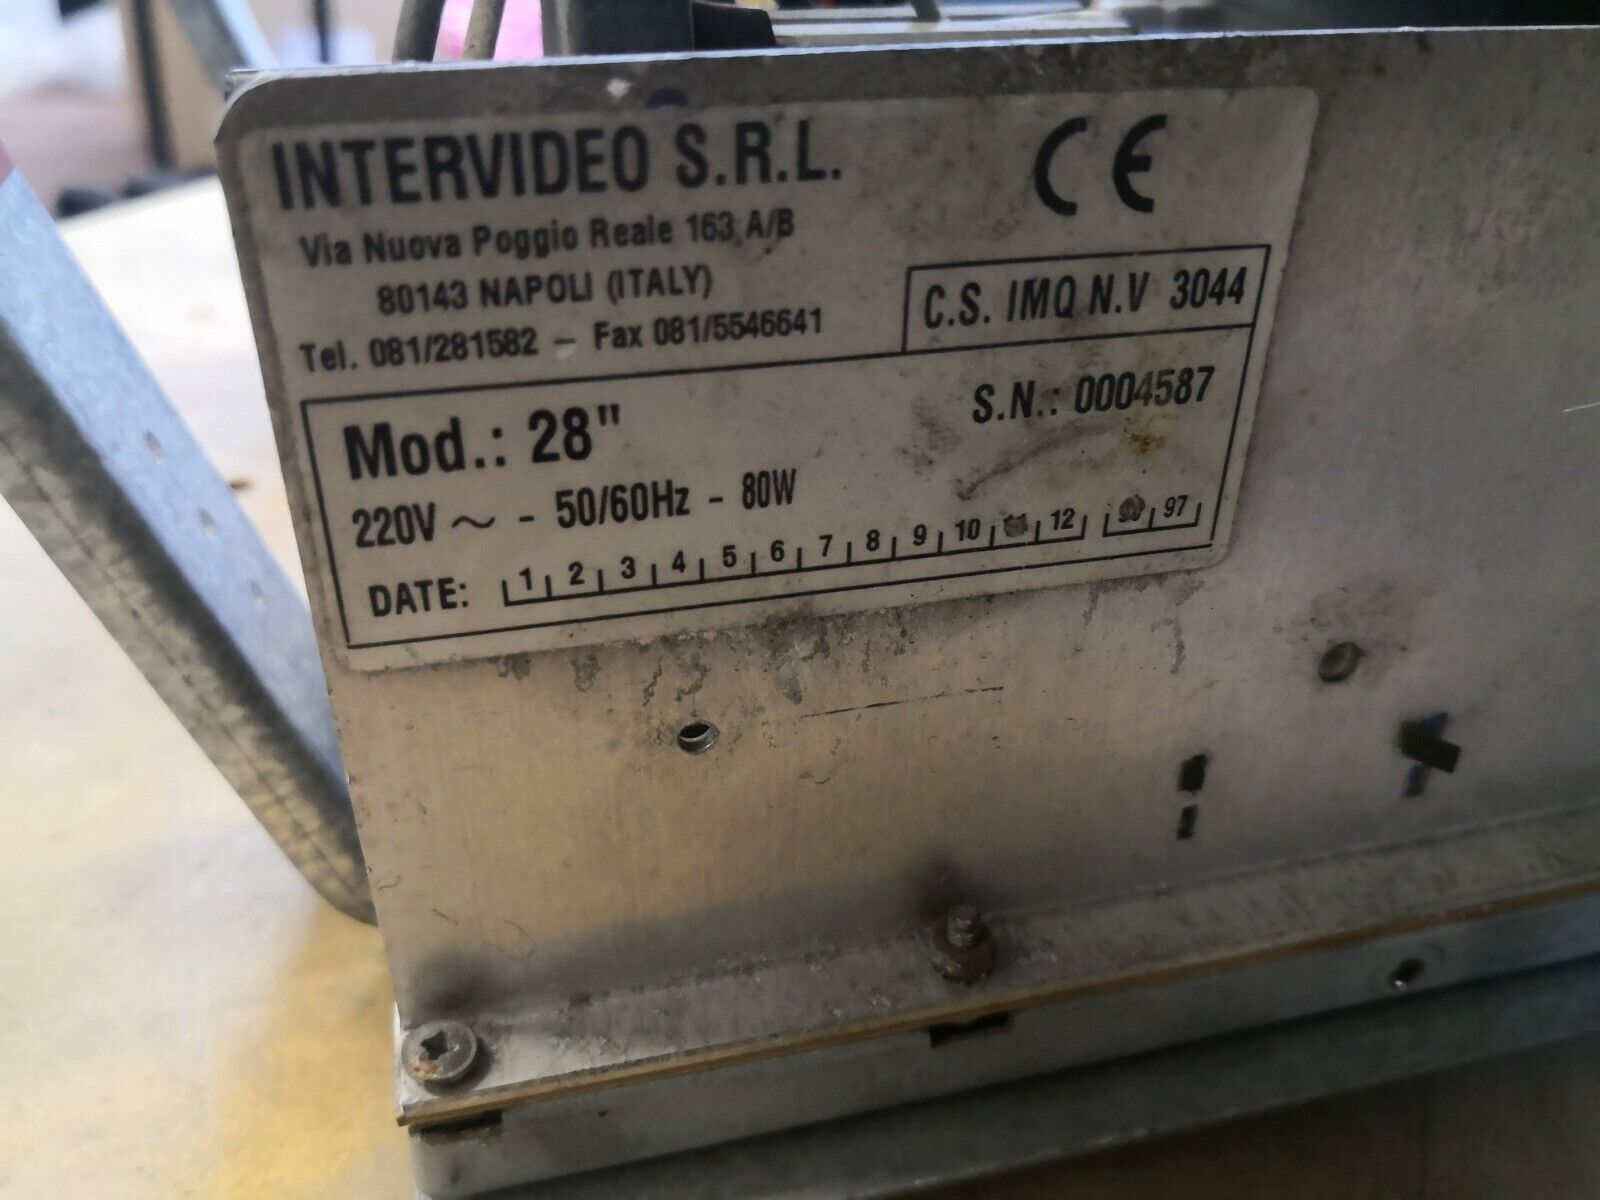 INTERVIDEO S.R.L.
CE
Via Nuova Poggio Reale 163 A/B
80143 NAPOLI (ITALY)
Tel. 081/281582 – Fax 081/5546641
C.S. IMQ N.V 3044
Mod.: 28"
S.N.: 0004587
220V ~ - 50/60Hz - 80W
DATE: 1 2 3 4 5 6 7 8 9 10 11 12 97